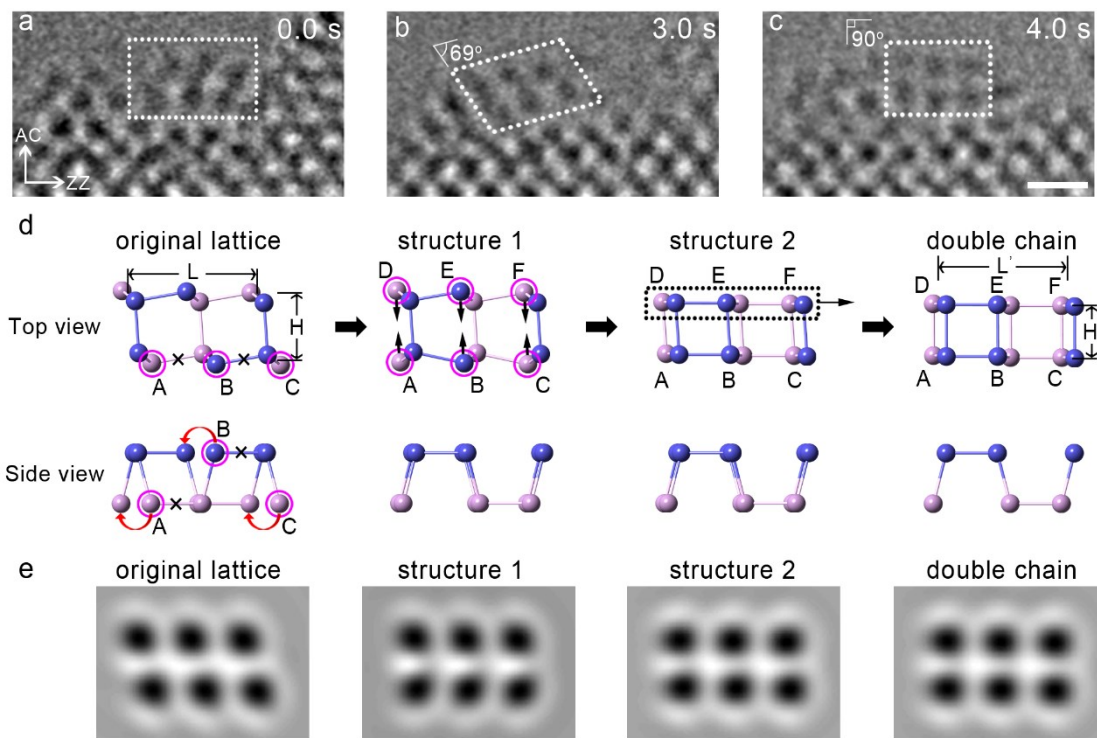 a 0.0 s b 69° 3.0 s c 90° 4.0 s
AC
ZZ
d
original lattice structure 1 structure 2 double chain
L D E F D E F L' D E F
Top view H H
A B C A B C A B C A B C
B
Side view
A C
e
original lattice structure 1 structure 2 double chain